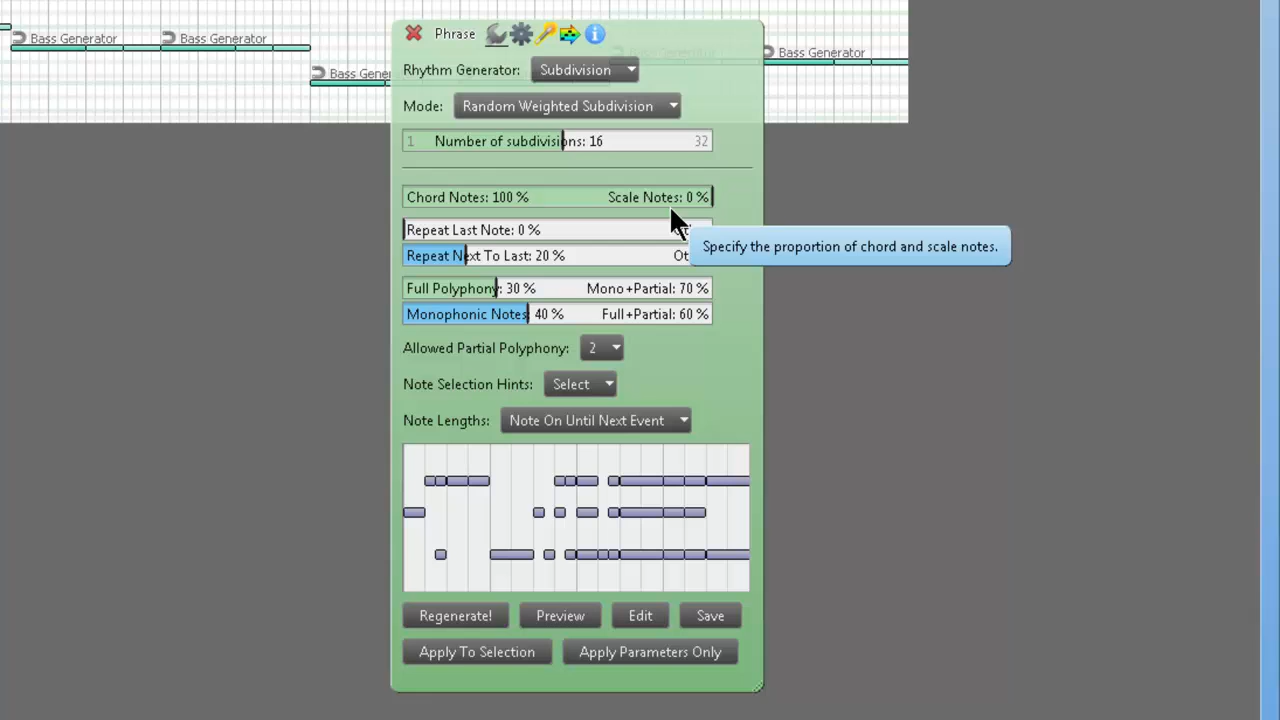 Bass Generator
Bass Generator
Bass Gener
Bass Generator
Bass Generator
Phrase
Rhythm Generator: Subdivision
Mode: Random Weighted Subdivision
1 Number of subdivisions: 16 32
Chord Notes: 100 % Scale Notes: 0 %
Repeat Last Note: 0 %
Specify the proportion of chord and scale notes.
Repeat Next To Last: 20 % Ot
Full Polyphony: 30 % Mono+Partial: 70 %
Monophonic Notes: 40 % Full+Partial: 60 %
Allowed Partial Polyphony: 2
Note Selection Hints: Select
Note Lengths: Note On Until Next Event
Regenerate! Preview Edit Save
Apply To Selection Apply Parameters Only